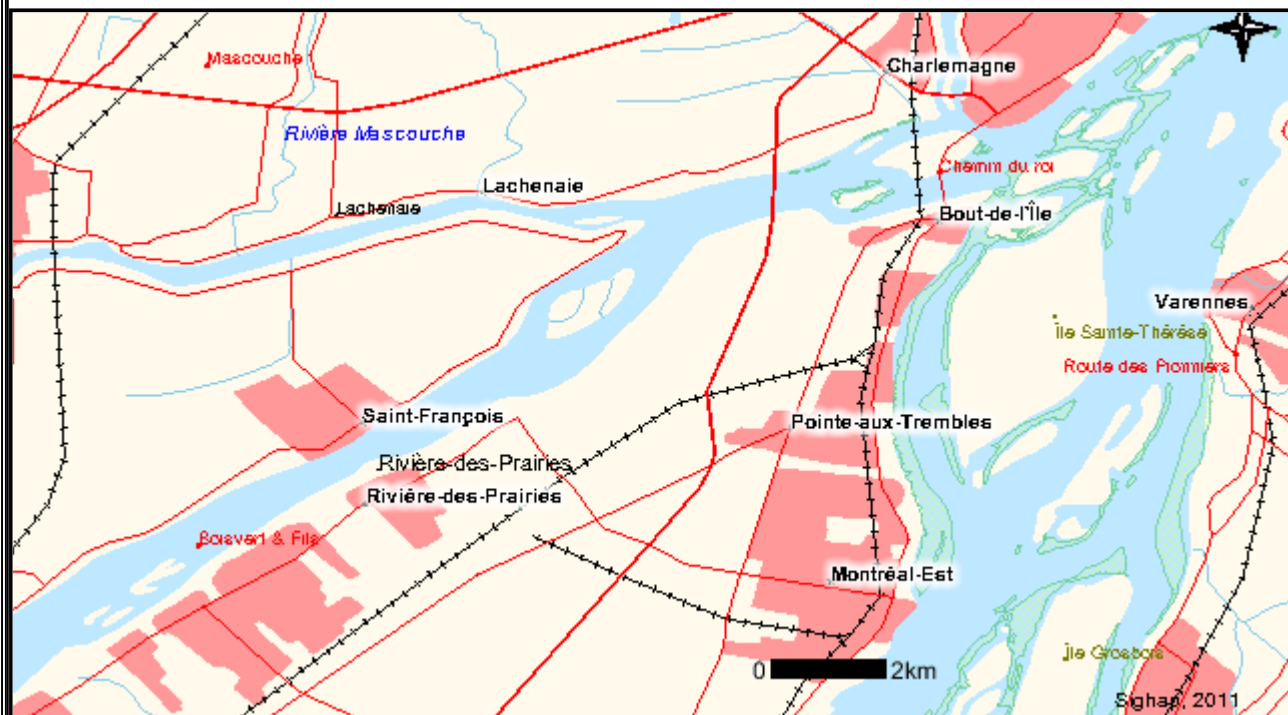 Mascouche
Charlemagne
Rivière Mascouche
Chemin du roi
Lachenaie
Lachenaie
Bout-de-l'Île
Varennes
Île Sainte-Thérèse
Route des Pionniers
Saint-François
Pointe-aux-Trembles
Rivière-des-Prairies
Rivière-des-Prairies
Boisvert & Fils
Montréal-Est
Île Grosbois
0 2km
Sighap, 2011